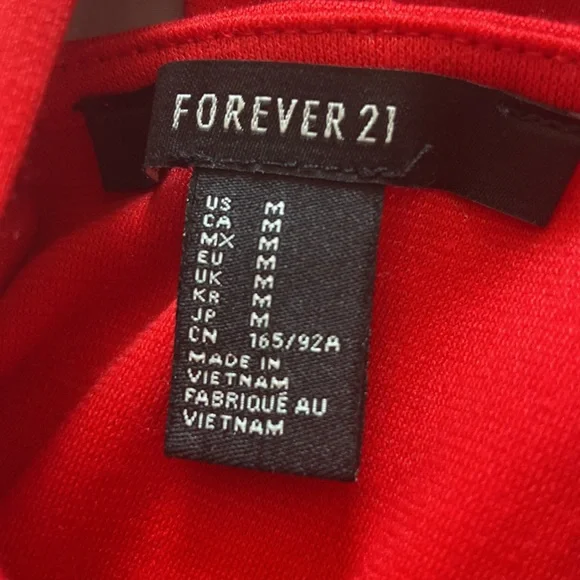 FOREVER 21
US M
CA M
MX M
EU M
UK M
KR M
JP M
CN 165/92A
MADE IN
VIETNAM
FABRIQUÉ AU
VIETNAM